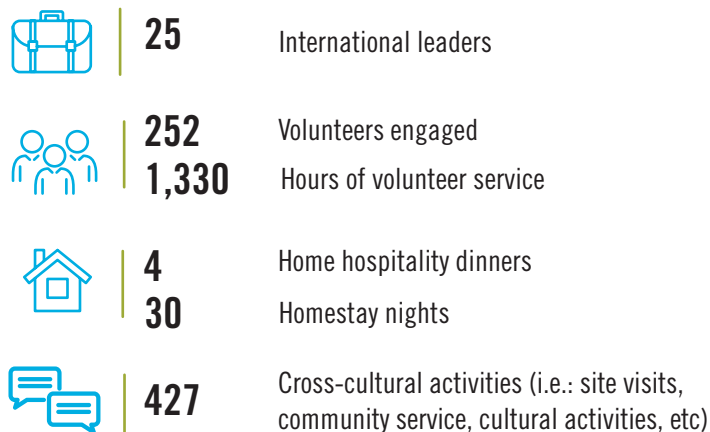 25 International leaders
252 Volunteers engaged
1,330 Hours of volunteer service
4 Home hospitality dinners
30 Homestay nights
427 Cross-cultural activities (i.e.: site visits,
community service, cultural activities, etc)